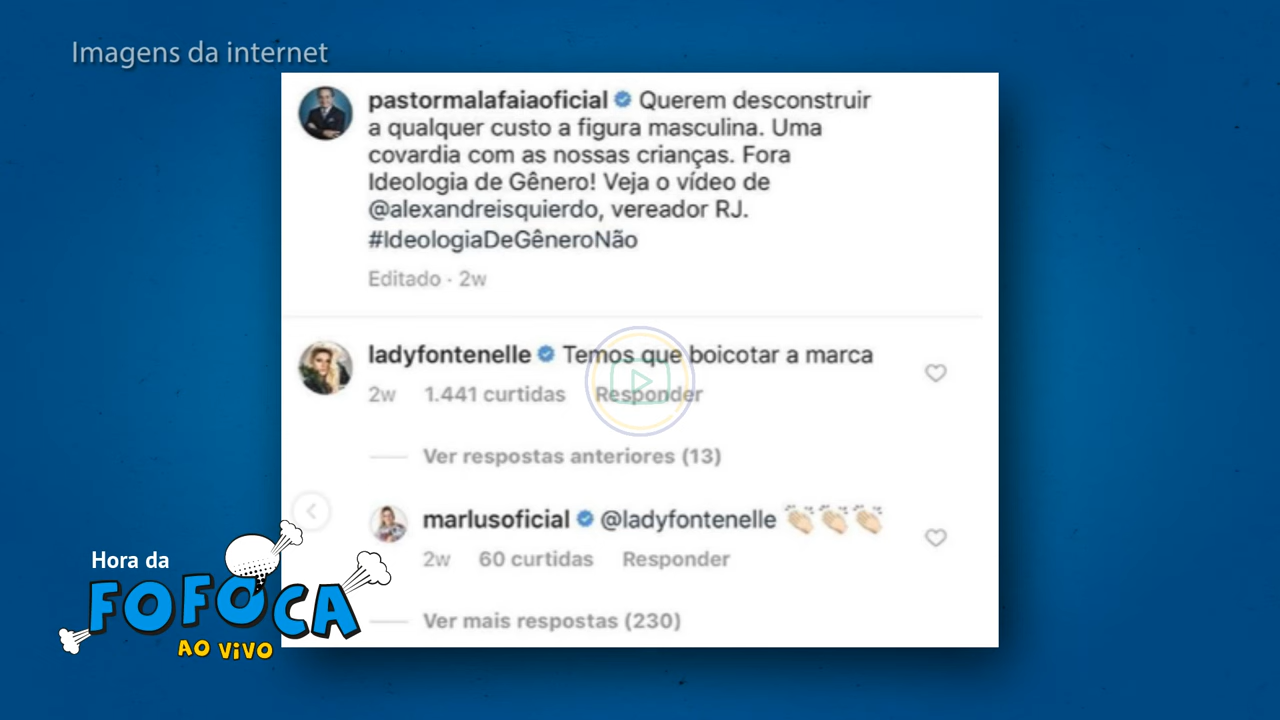 Imagens da internet
pastormalafaiaoficial Querem desconstruir
a qualquer custo a figura masculina. Uma
covardia com as nossas crianças. Fora
Ideologia de Gênero! Veja o vídeo de
@alexandreisquierdo, vereador RJ.
#IdeologiaDeGêneroNão
Editado · 2w
ladyfontenelle Temos que boicotar a marca
2w 1.441 curtidas Responder
Ver respostas anteriores (13)
marlusoficial @ladyfontenelle 👏🏻👏🏻👏🏻
2w 60 curtidas Responder
Ver mais respostas (230)
Hora da
FOFOCA
AO ViVO